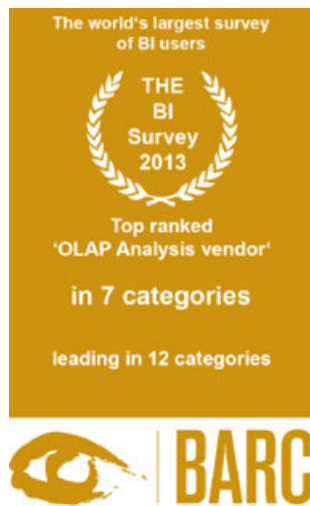 The world's largest survey
of BI users
THE
BI
Survey
2013
Top ranked
'OLAP Analysis vendor'
in 7 categories
leading in 12 categories
BARC